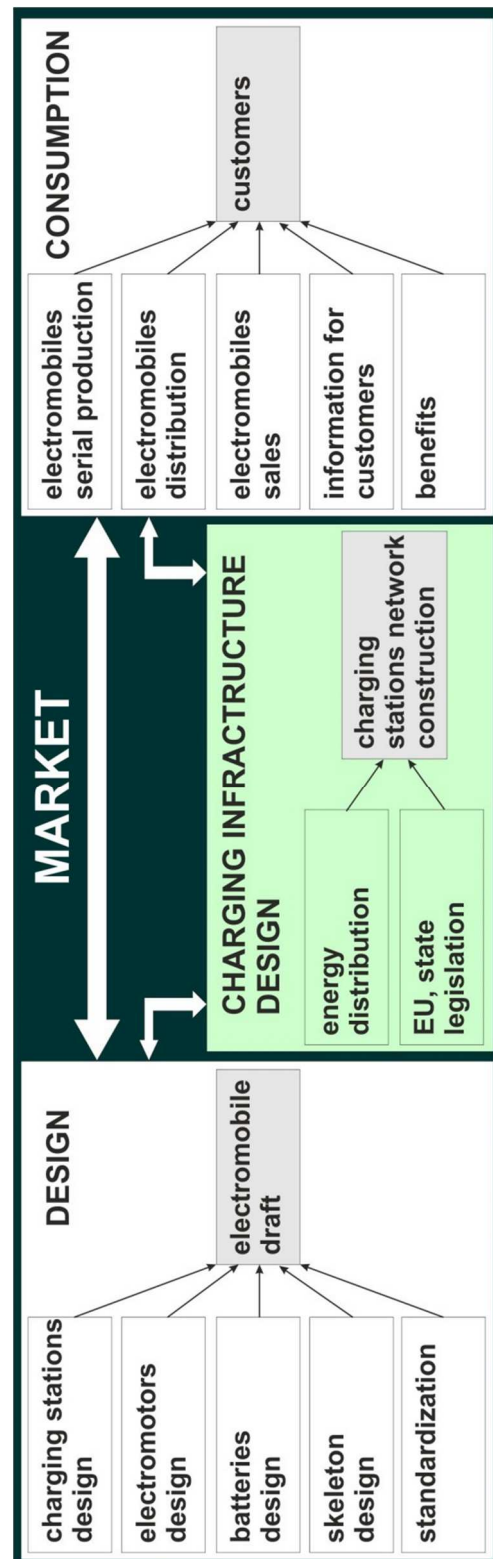 DESIGN
charging stations
design
electromotors
design
batteries
design
skeleton
design
standardization
electromobile
draft
MARKET
CHARGING INFRACTRUCTURE
DESIGN
energy
distribution
EU, state
legislation
charging
stations network
construction
CONSUMPTION
electromobiles
serial production
electromobiles
distribution
electromobiles
sales
information for
customers
benefits
customers